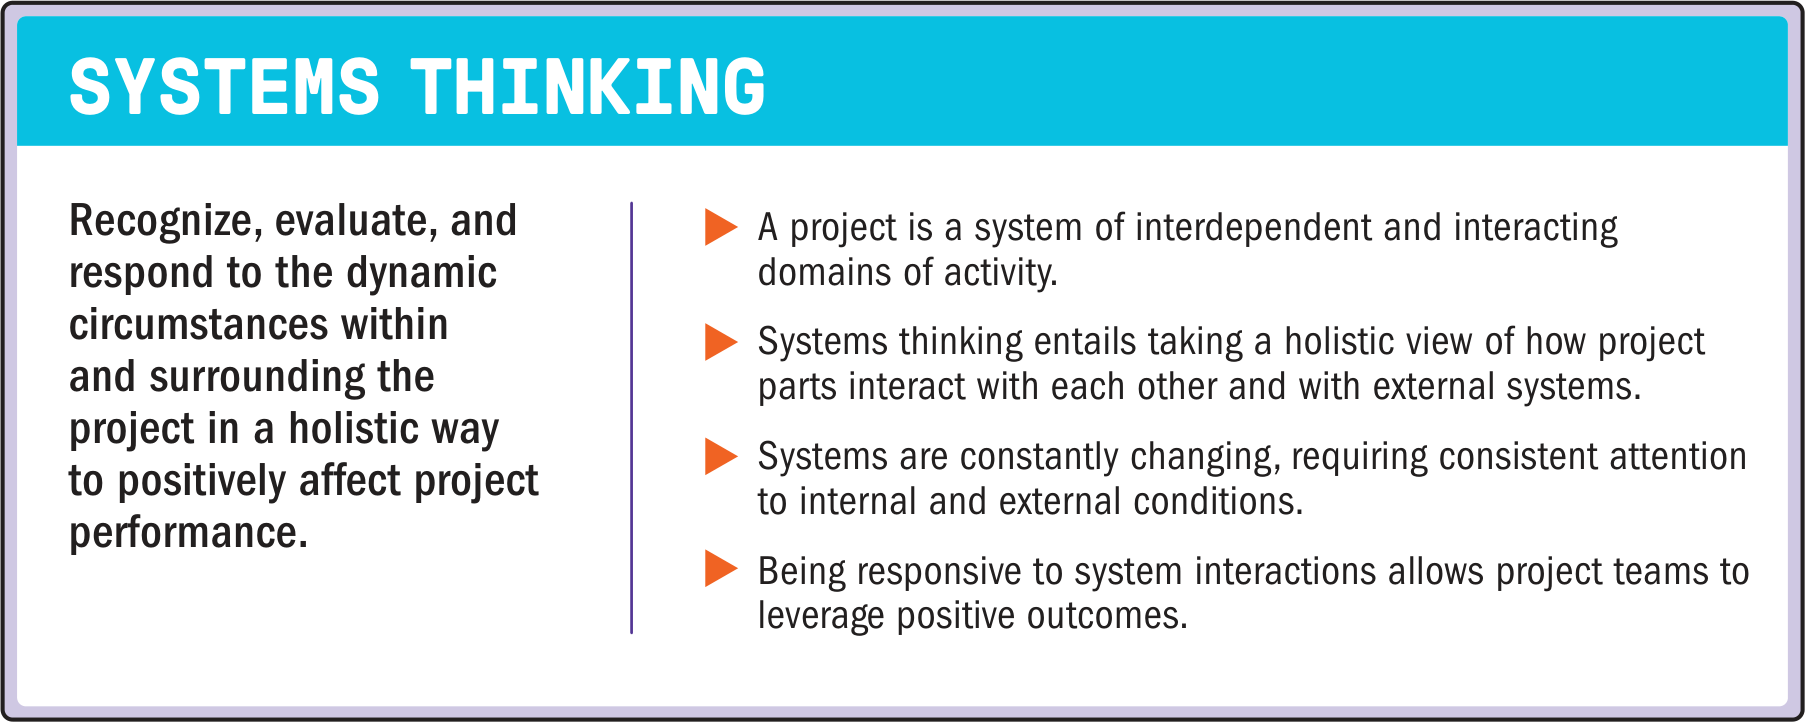 SYSTEMS THINKING
Recognize, evaluate, and
respond to the dynamic
circumstances within
and surrounding the
project in a holistic way
to positively affect project
performance.
A project is a system of interdependent and interacting
domains of activity.
Systems thinking entails taking a holistic view of how project
parts interact with each other and with external systems.
Systems are constantly changing, requiring consistent attention
to internal and external conditions.
Being responsive to system interactions allows project teams to
leverage positive outcomes.